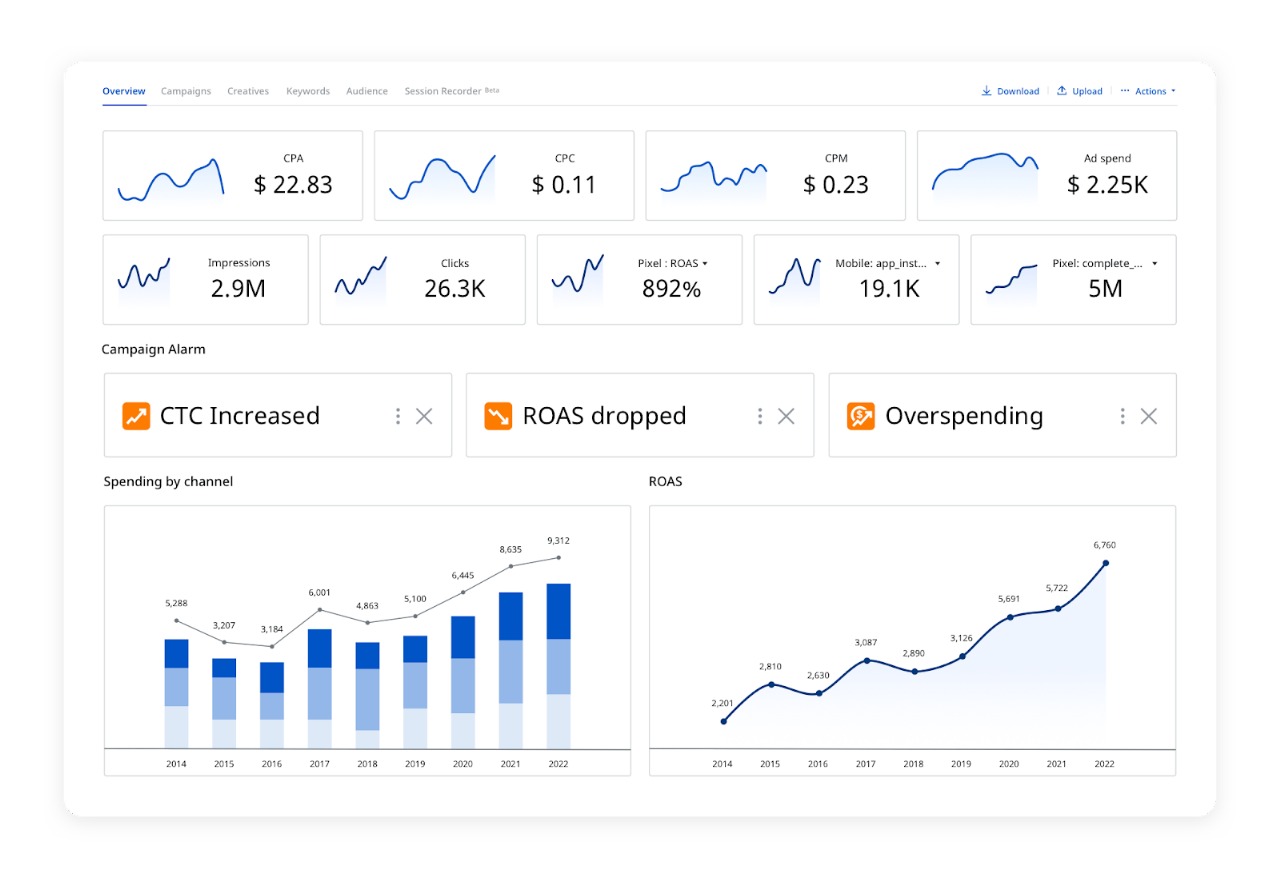 Overview Campaigns Creatives Keywords Audience Session Recorder Beta Download Upload ··· Actions
CPA
$ 22.83
CPC
$ 0.11
CPM
$ 0.23
Ad spend
$ 2.25K
Impressions
2.9M
Clicks
26.3K
Pixel : ROAS
892%
Mobile: app_inst...
19.1K
Pixel: complete_...
5M
Campaign Alarm
CTC Increased
ROAS dropped
Overspending
Spending by channel
5,288
3,207
3,184
6,001
4,863
5,100
6,445
8,635
9,312
2014 2015 2016 2017 2018 2019 2020 2021 2022
ROAS
2,201
2,810
2,630
3,087
2,890
3,126
5,691
5,722
6,760
2014 2015 2016 2017 2018 2019 2020 2021 2022